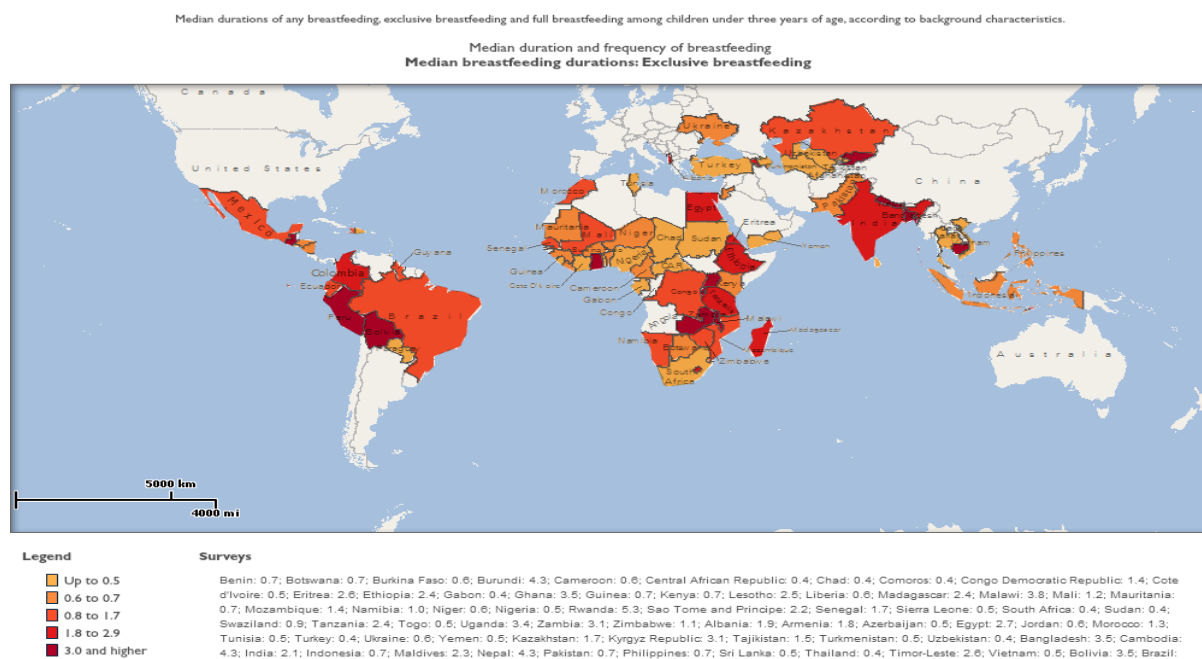 Median durations of any breastfeeding, exclusive breastfeeding and full breastfeeding among children under three years of age, according to background characteristics.
Median duration and frequency of breastfeeding
Median breastfeeding durations: Exclusive breastfeeding
Canada
United States
Mexico
Guyana
Colombia
Ecuador
Peru
Brazil
Bolivia
Ukraine
Kazakhstan
Uzbekistan
Turkey
Tunisia
Morocco
China
Pakistan
India
Bangladesh
Egypt
Eritrea
Yemen
Mauritania
Mali
Niger
Chad
Sudan
Senegal
Guinea
Cote D'Ivoire
CAR
Cameroon
Gabon
Congo
Congo
Ethiopia
Kenya
Philippines
Indonesia
Malawi
Madagascar
Namibia
Botswana
Zimbabwe
South Africa
Australia
5000 km
4000 mi
Legend
Up to 0.5
0.6 to 0.7
0.8 to 1.7
1.8 to 2.9
3.0 and higher
Surveys
Benin: 0.7; Botswana: 0.7; Burkina Faso: 0.6; Burundi: 4.3; Cameroon: 0.6; Central African Republic: 0.4; Chad: 0.4; Comoros: 0.4; Congo Democratic Republic: 1.4; Cote
d'Ivoire: 0.5; Eritrea: 2.6; Ethiopia: 2.4; Gabon: 0.4; Ghana: 3.5; Guinea: 0.7; Kenya: 0.7; Lesotho: 2.5; Liberia: 0.6; Madagascar: 2.4; Malawi: 3.8; Mali: 1.2; Mauritania:
0.7; Mozambique: 1.4; Namibia: 1.0; Niger: 0.6; Nigeria: 0.5; Rwanda: 5.3; Sao Tome and Principe: 2.2; Senegal: 1.7; Sierra Leone: 0.5; South Africa: 0.4; Sudan: 0.4;
Swaziland: 0.9; Tanzania: 2.4; Togo: 0.5; Uganda: 3.4; Zambia: 3.1; Zimbabwe: 1.1; Albania: 1.9; Armenia: 1.8; Azerbaijan: 0.5; Egypt: 2.7; Jordan: 0.6; Morocco: 1.3;
Tunisia: 0.5; Turkey: 0.4; Ukraine: 0.6; Yemen: 0.5; Kazakhstan: 1.7; Kyrgyz Republic: 3.1; Tajikistan: 1.5; Turkmenistan: 0.5; Uzbekistan: 0.4; Bangladesh: 3.5; Cambodia:
4.3; India: 2.1; Indonesia: 0.7; Maldives: 2.3; Nepal: 4.3; Pakistan: 0.7; Philippines: 0.7; Sri Lanka: 0.5; Thailand: 0.4; Timor-Leste: 2.6; Vietnam: 0.5; Bolivia: 3.5; Brazil: